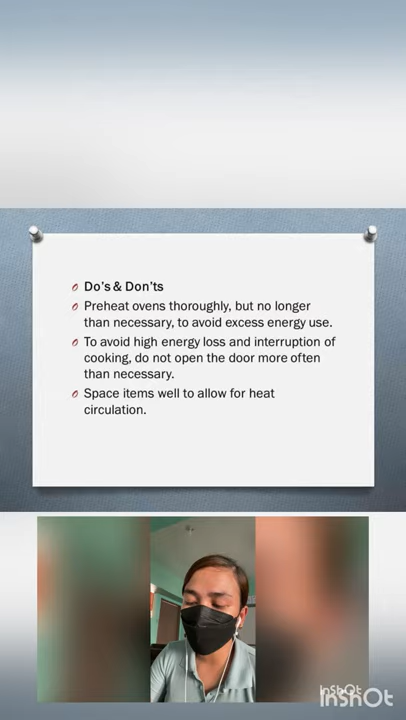 Do's & Don'ts
Preheat ovens thoroughly, but no longer
than necessary, to avoid excess energy use.
To avoid high energy loss and interruption of
cooking, do not open the door more often
than necessary.
Space items well to allow for heat
circulation.
InShOt
InShOt